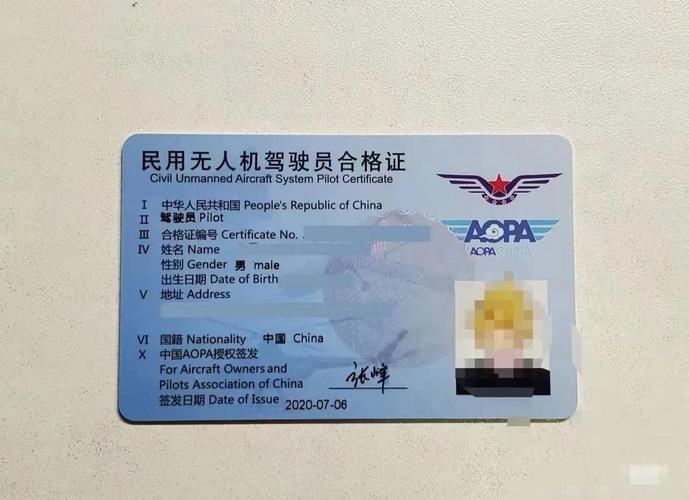 民用无人机驾驶员合格证
Civil Unmanned Aircraft System Pilot Certificate
I 中华人民共和国 People's Republic of China
II 驾驶员 Pilot
III 合格证编号 Certificate No.
IV 姓名 Name
性别 Gender 男 male
出生日期 Date of Birth
V 地址 Address
VI 国籍 Nationality 中国 China
X 中国AOPA授权签发
For Aircraft Owners and
Pilots Association of China
签发日期 Date of Issue 2020-07-06
张峰
AOPA
AOPA CHINA